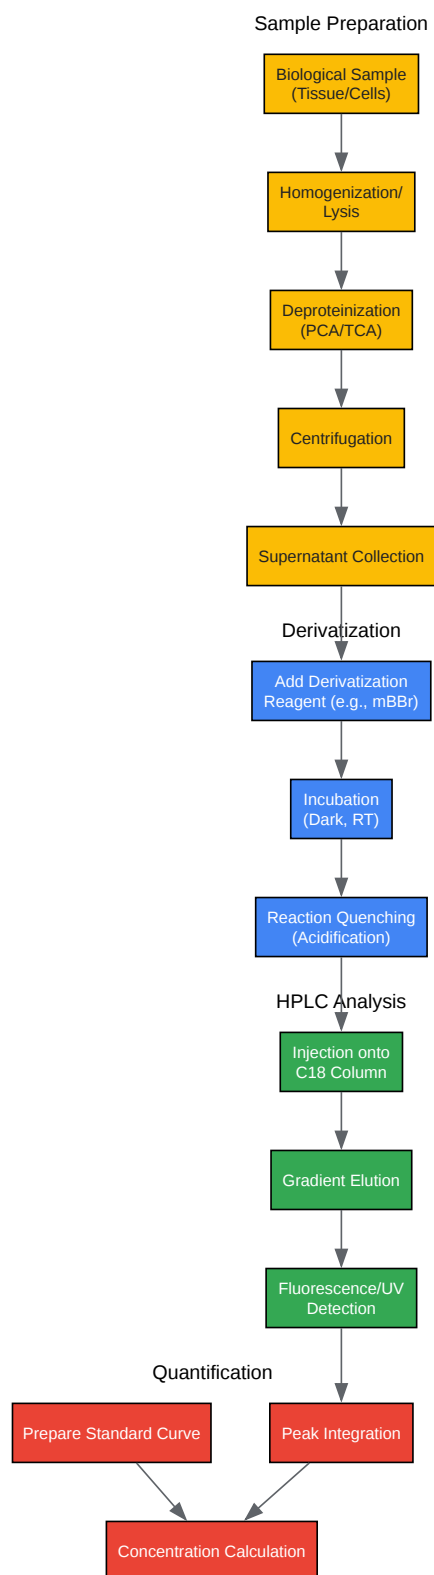 Sample Preparation
Biological Sample
(Tissue/Cells)
Homogenization/
Lysis
Deproteinization
(PCA/TCA)
Centrifugation
Supernatant Collection
Derivatization
Add Derivatization
Reagent (e.g., mBBr)
Incubation
(Dark, RT)
Reaction Quenching
(Acidification)
HPLC Analysis
Injection onto
C18 Column
Gradient Elution
Fluorescence/UV
Detection
Quantification
Prepare Standard Curve
Peak Integration
Concentration Calculation